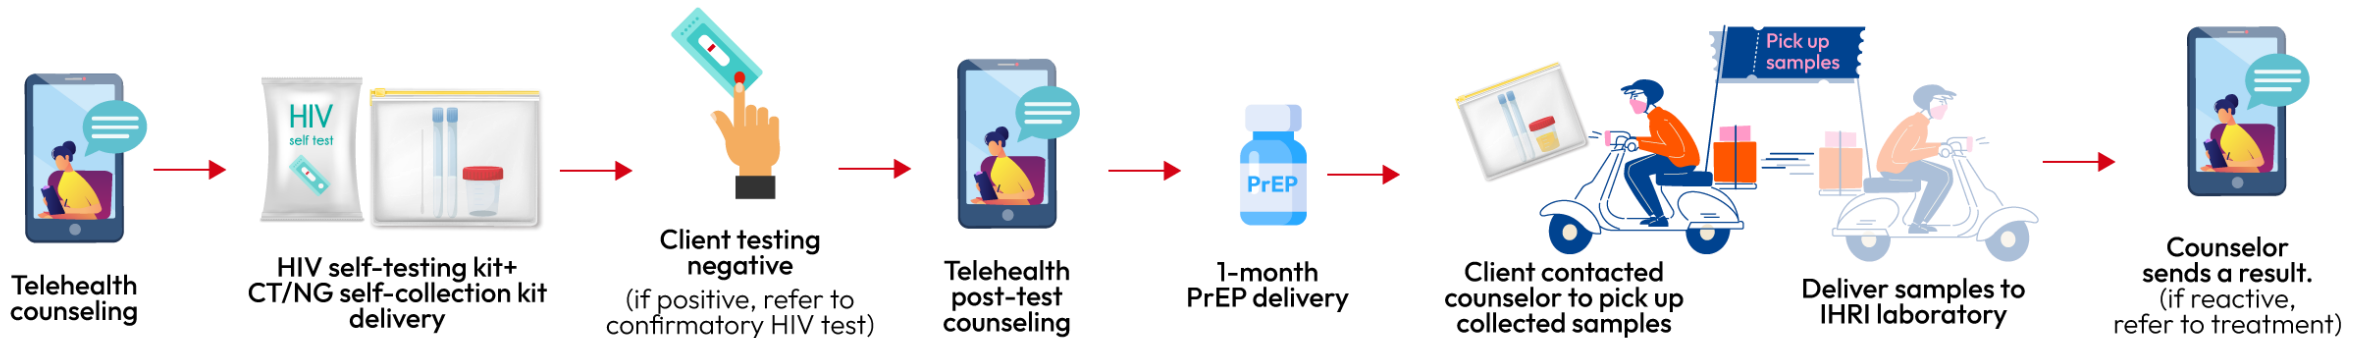 Telehealth
counseling
HIV
self test
HIV self-testing kit+
CT/NG self-collection kit
delivery
Client testing
negative
(if positive, refer to
confirmatory HIV test)
Telehealth
post-test
counseling
PrEP
1-month
PrEP delivery
Pick up
samples
Client contacted
counselor to pick up
collected samples
Deliver samples to
IHRI laboratory
Counselor
sends a result.
(if reactive,
refer to treatment)